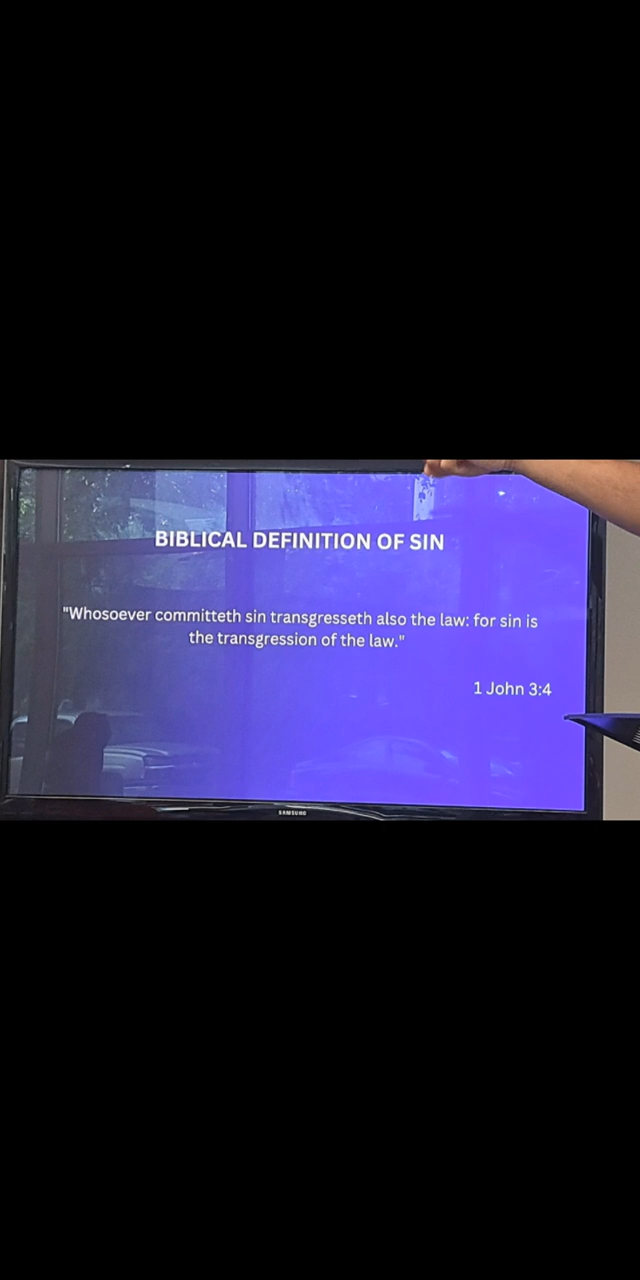 BIBLICAL DEFINITION OF SIN
"Whosoever committeth sin transgresseth also the law: for sin is
the transgression of the law."
1 John 3:4
SAMSUNG